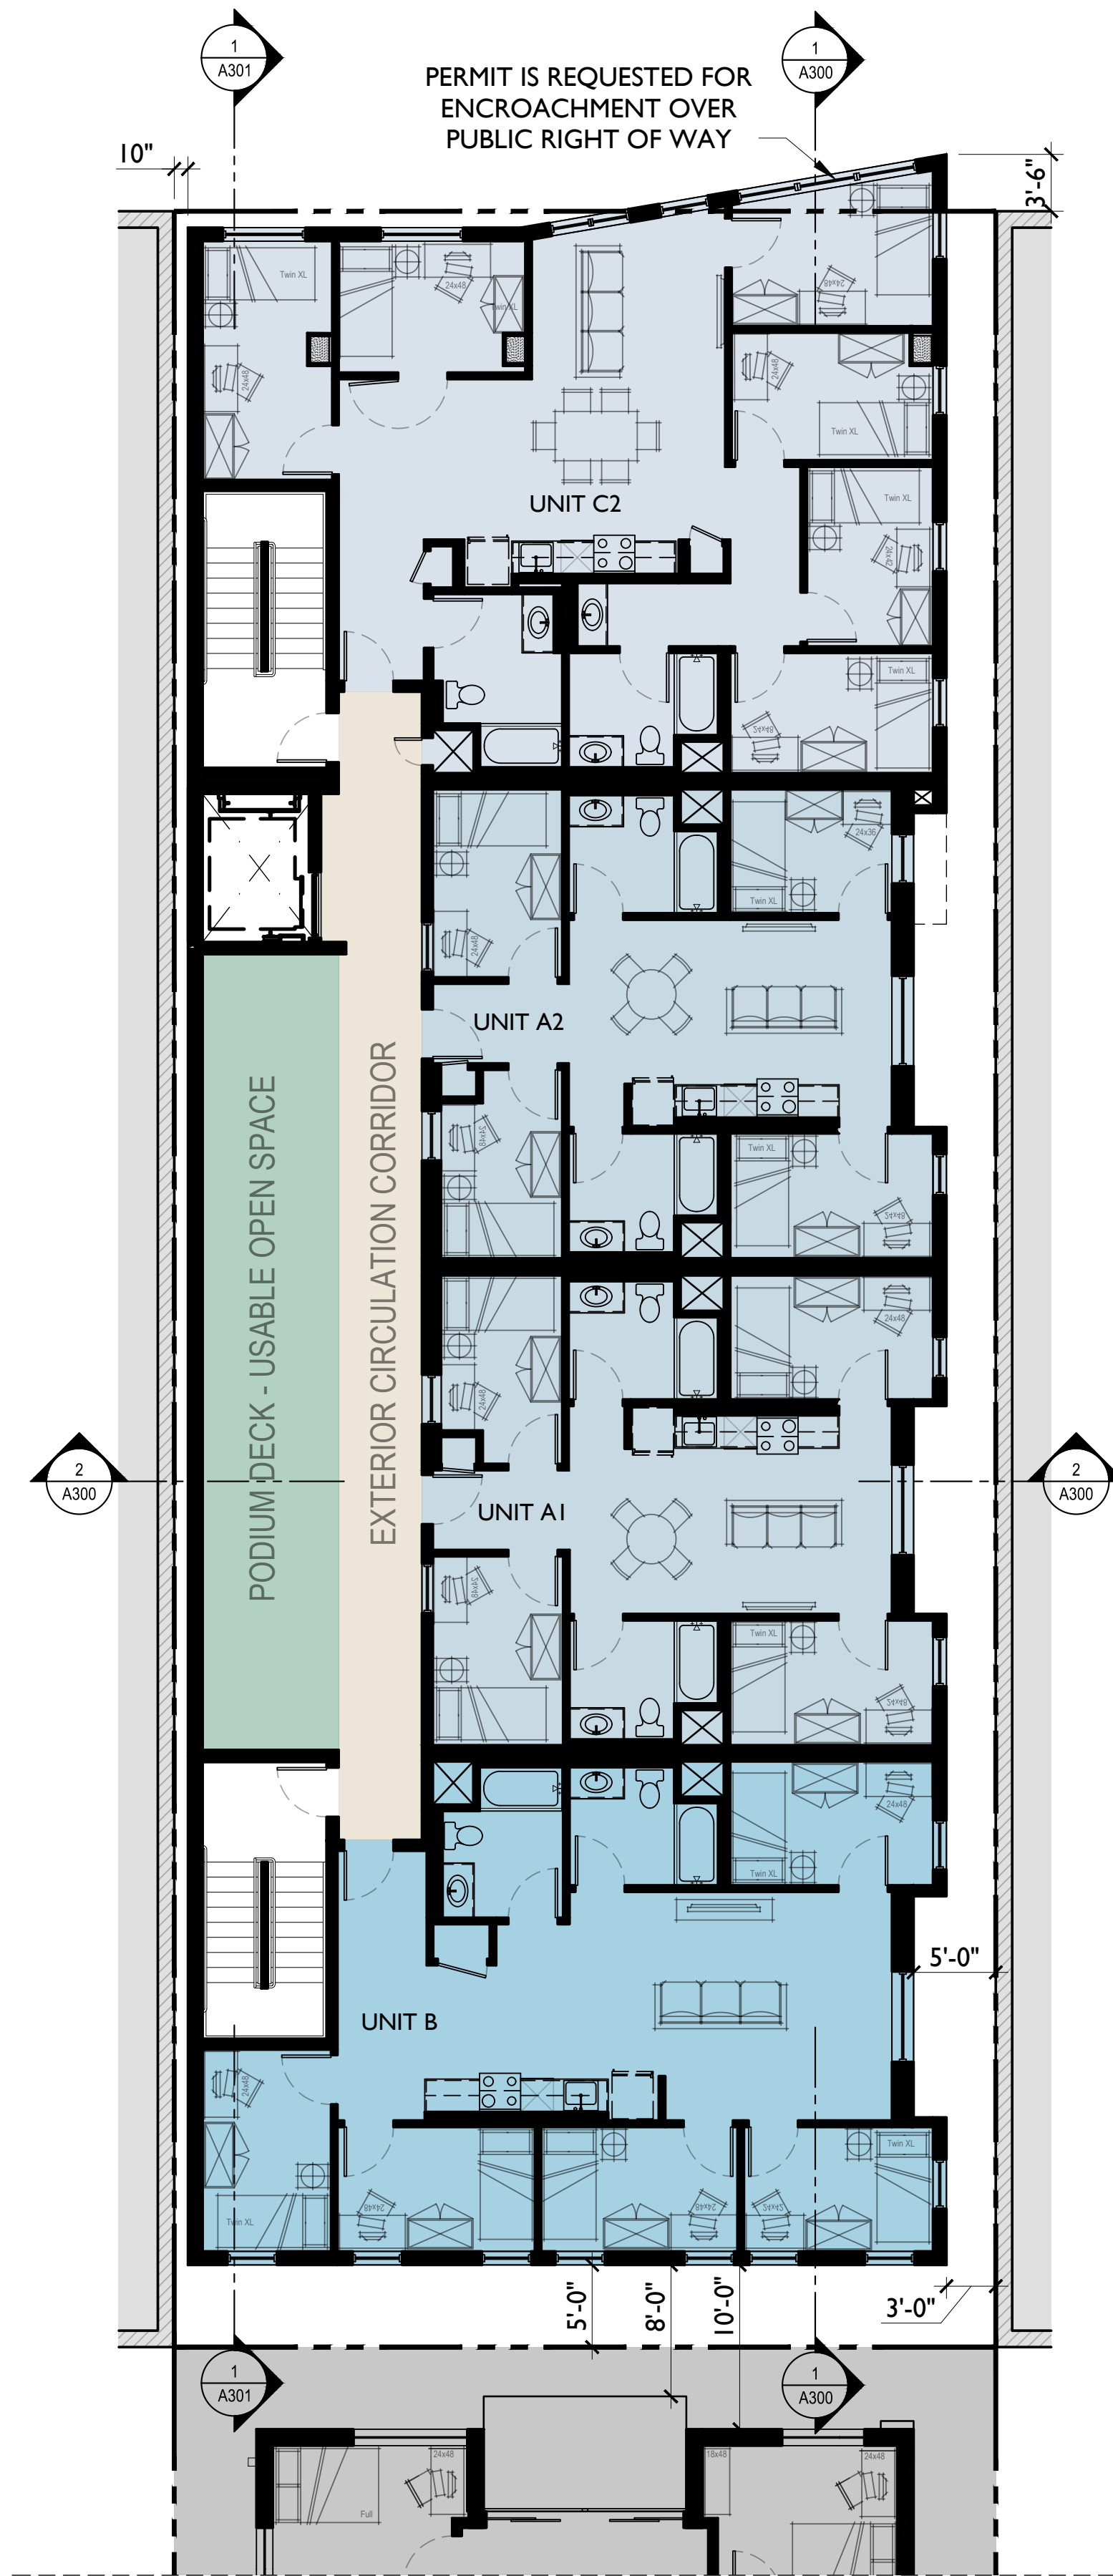 1
A301
1
A300
PERMIT IS REQUESTED FOR
ENCROACHMENT OVER
PUBLIC RIGHT OF WAY
10"
3'-6"
Twin XL
24x48
Twin XL
24x48
24x48
24x48
Twin XL
Twin XL
24x42
UNIT C2
Twin XL
24x48
24x36
Twin XL
24x48
UNIT A2
24x48
Twin XL
24x48
PODIUM DECK - USABLE OPEN SPACE
EXTERIOR CIRCULATION CORRIDOR
24x48
24x48
2
A300
2
A300
UNIT A1
24x48
Twin XL
24x48
24x48
Twin XL
5'-0"
UNIT B
24x48
Twin XL
Twin XL
24x48
24x48
24x42
5'-0"
8'-0"
10'-0"
3'-0"
1
A301
1
A300
24x48
18x48
24x48
Full